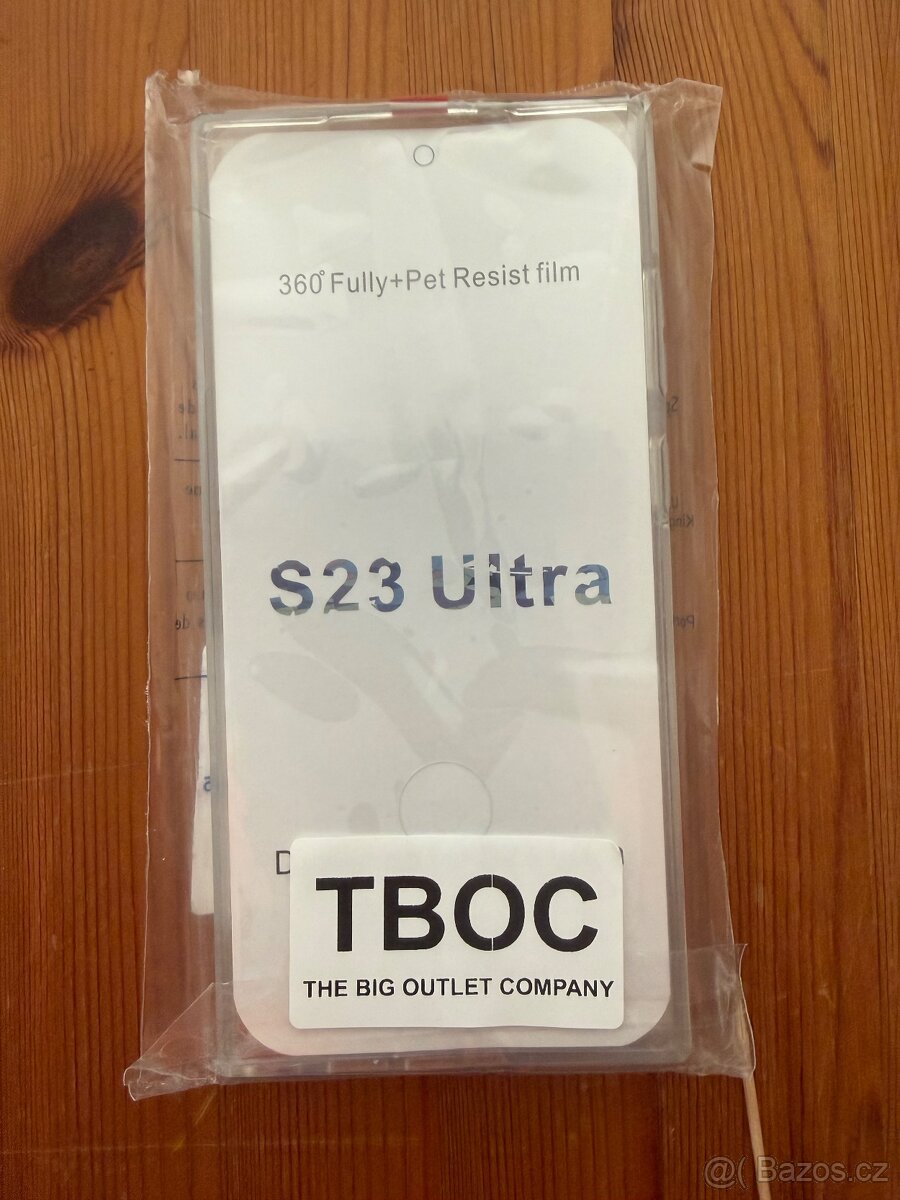 360° Fully+Pet Resist film
S23 Ultra
D
TBOC
THE BIG OUTLET COMPANY
@( Bazos.cz